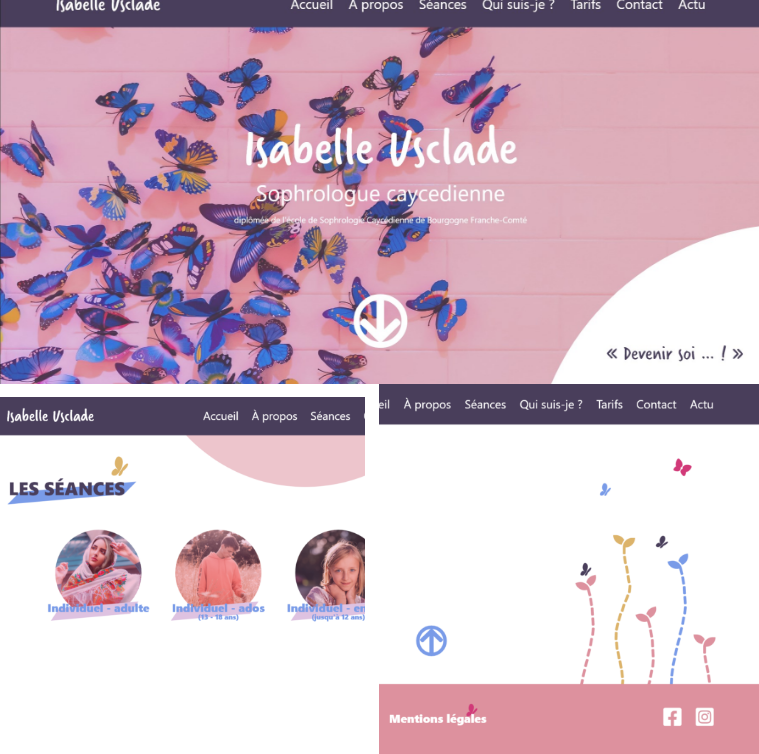 Isabelle Usclade
Accueil À propos Séances Qui suis-je ? Tarifs Contact Actu
Isabelle Usclade
Sophrologue caycedienne
diplômée de l'École de Sophrologie Caycédienne de Bourgogne Franche-Comté
« Devenir soi ... ! »
Isabelle Usclade
Accueil À propos Séances
LES SÉANCES
Individuel - adulte
Individuel - ados
(13 - 18 ans)
Individuel - en
(jusqu'à 12 ans)
eil À propos Séances Qui suis-je ? Tarifs Contact Actu
Mentions légales